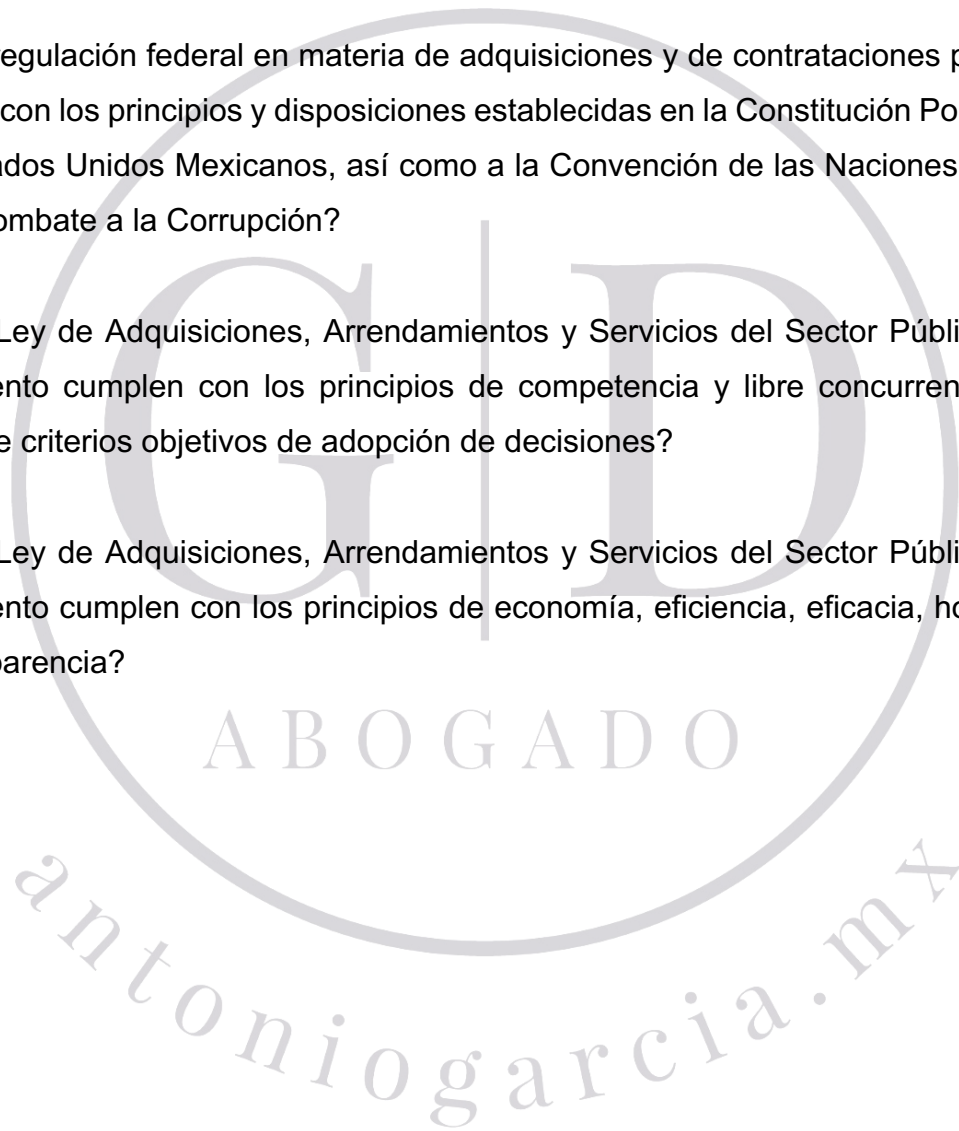 egulación federal en materia de adquisiciones y de contrataciones
con los principios y disposiciones establecidas en la Constitución
dos Unidos Mexicanos, así como a la Convención de las Naciones
ombate a la Corrupción?
Ley de Adquisiciones, Arrendamientos y Servicios del Sector Públi
ento cumplen con los principios de competencia y libre concurren
e criterios objetivos de adopción de decisiones?
Ley de Adquisiciones, Arrendamientos y Servicios del Sector Públi
ento cumplen con los principios de economía, eficiencia, eficacia, ho
parencia?
G D
ABOGADO
antoniogarcia.mx